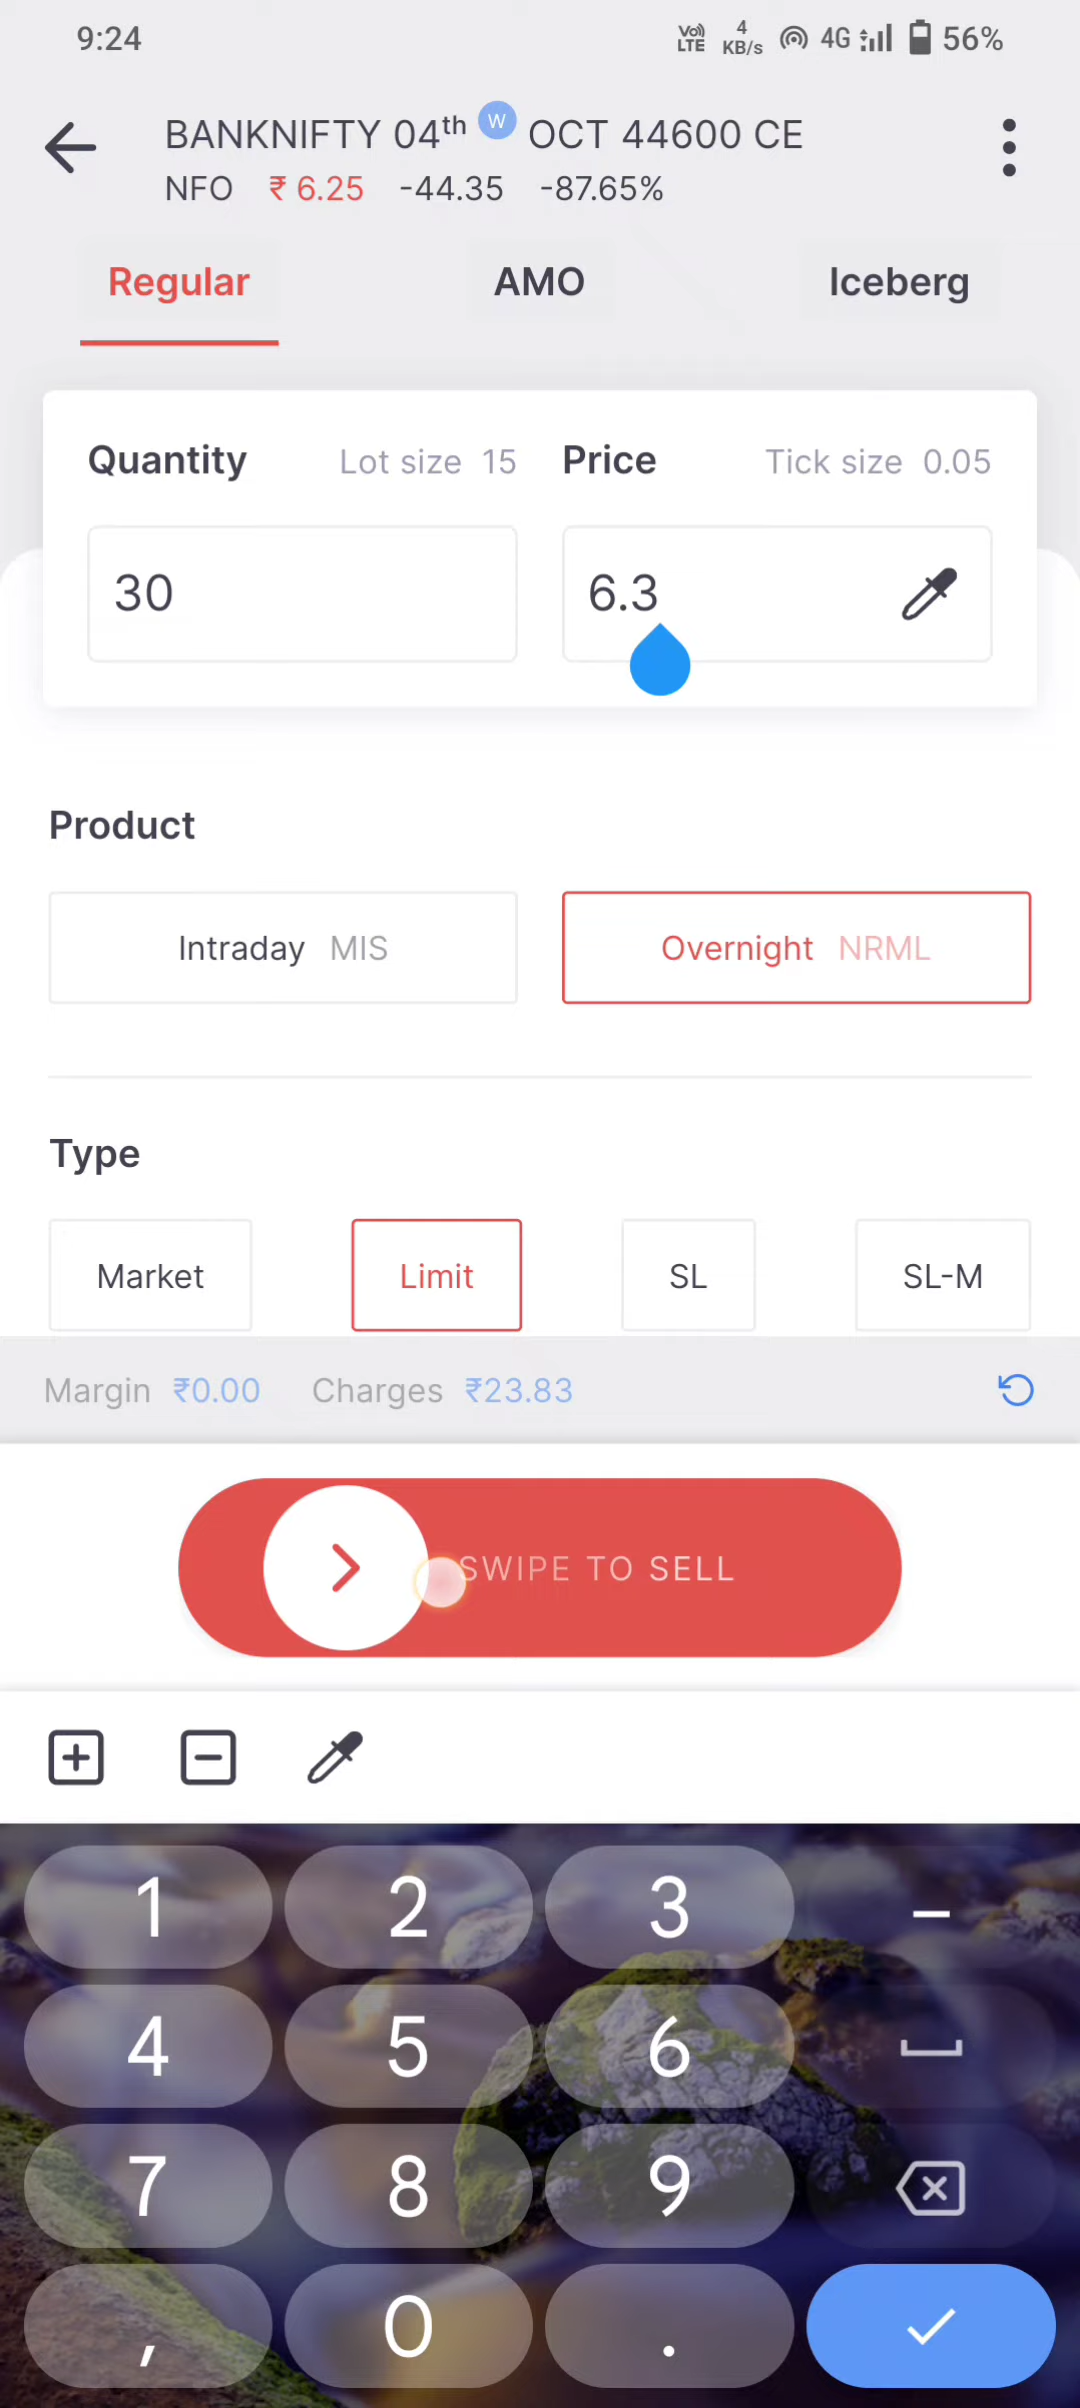 9:24 Vo)) LTE 4 KB/s 4G 56%
BANKNIFTY 04th W OCT 44600 CE
NFO ₹ 6.25 -44.35 -87.65%
Regular AMO Iceberg
Quantity Lot size 15 Price Tick size 0.05
30 6.3
Product
Intraday MIS Overnight NRML
Type
Market Limit SL SL-M
Margin ₹0.00 Charges ₹23.83
SWIPE TO SELL
1 2 3 –
4 5 6
7 8 9
, 0 .